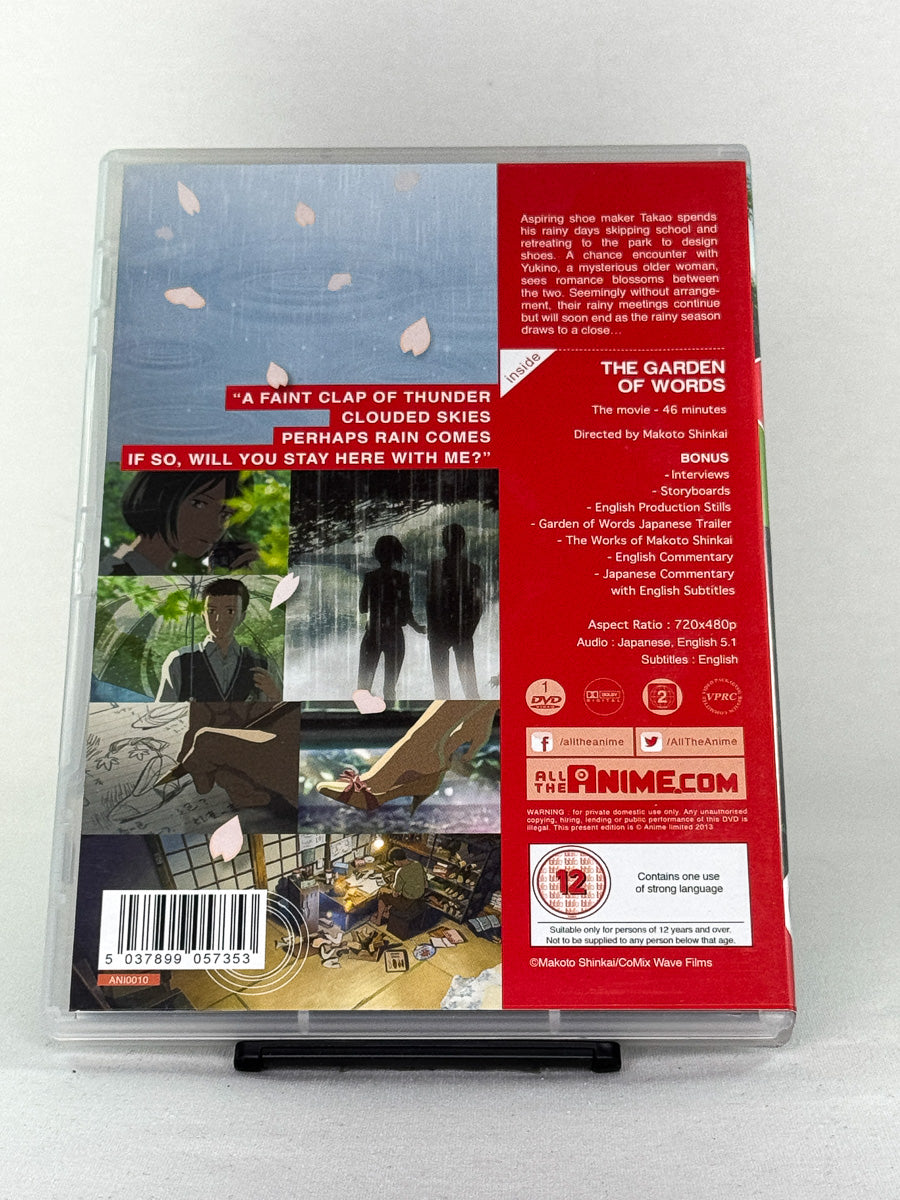 Aspiring shoe maker Takao spends
his rainy days skipping school and
retreating to the park to design
shoes. A chance encounter with
Yukino, a mysterious older woman,
sees romance blossoms between
the two. Seemingly without arrange-
ment, their rainy meetings continue
but will soon end as the rainy season
draws to a close...
inside
THE GARDEN
OF WORDS
The movie - 46 minutes
Directed by Makoto Shinkai
BONUS
- Interviews
- Storyboards
- English Production Stills
- Garden of Words Japanese Trailer
- The Works of Makoto Shinkai
- English Commentary
- Japanese Commentary
with English Subtitles
Aspect Ratio : 720x480p
Audio : Japanese, English 5.1
Subtitles : English
"A FAINT CLAP OF THUNDER
CLOUDED SKIES
PERHAPS RAIN COMES
IF SO, WILL YOU STAY HERE WITH ME?"
1
DVD
DOLBY
DIGITAL
2
VPRC
f /alltheanime
/AllTheAnime
ALL THE ANIME.COM
WARNING : for private domestic use only. Any unauthorised
copying, hiring, lending or public performance of this DVD is
illegal. This present edition is © Anime limited 2013
12
Contains one use
of strong language
Suitable only for persons of 12 years and over.
Not to be supplied to any person below that age.
©Makoto Shinkai/CoMix Wave Films
5 037899 057353
ANI0010